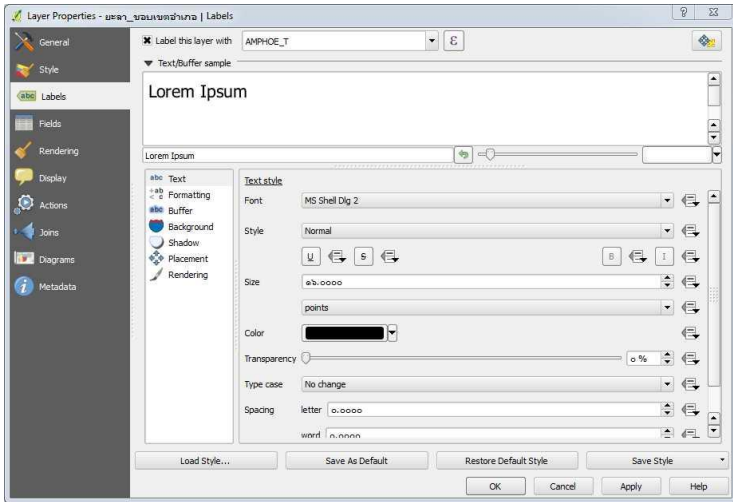 Layer Properties - ยะลา_ขอบเขตอำเภอ | Labels
General
Style
Labels
Fields
Rendering
Display
Actions
Joins
Diagrams
Metadata
Label this layer with AMPHOE_T ε
Text/Buffer sample
Lorem Ipsum
Lorem Ipsum
Text
Formatting
Buffer
Background
Shadow
Placement
Rendering
Text style
Font MS Shell Dlg 2
Style Normal
U S B I
Size ๑๖.๐๐๐๐
points
Color
Transparency ๐ %
Type case No change
Spacing letter ๐.๐๐๐๐
word ๐.๐๐๐๐
Load Style... Save As Default Restore Default Style Save Style
OK Cancel Apply Help